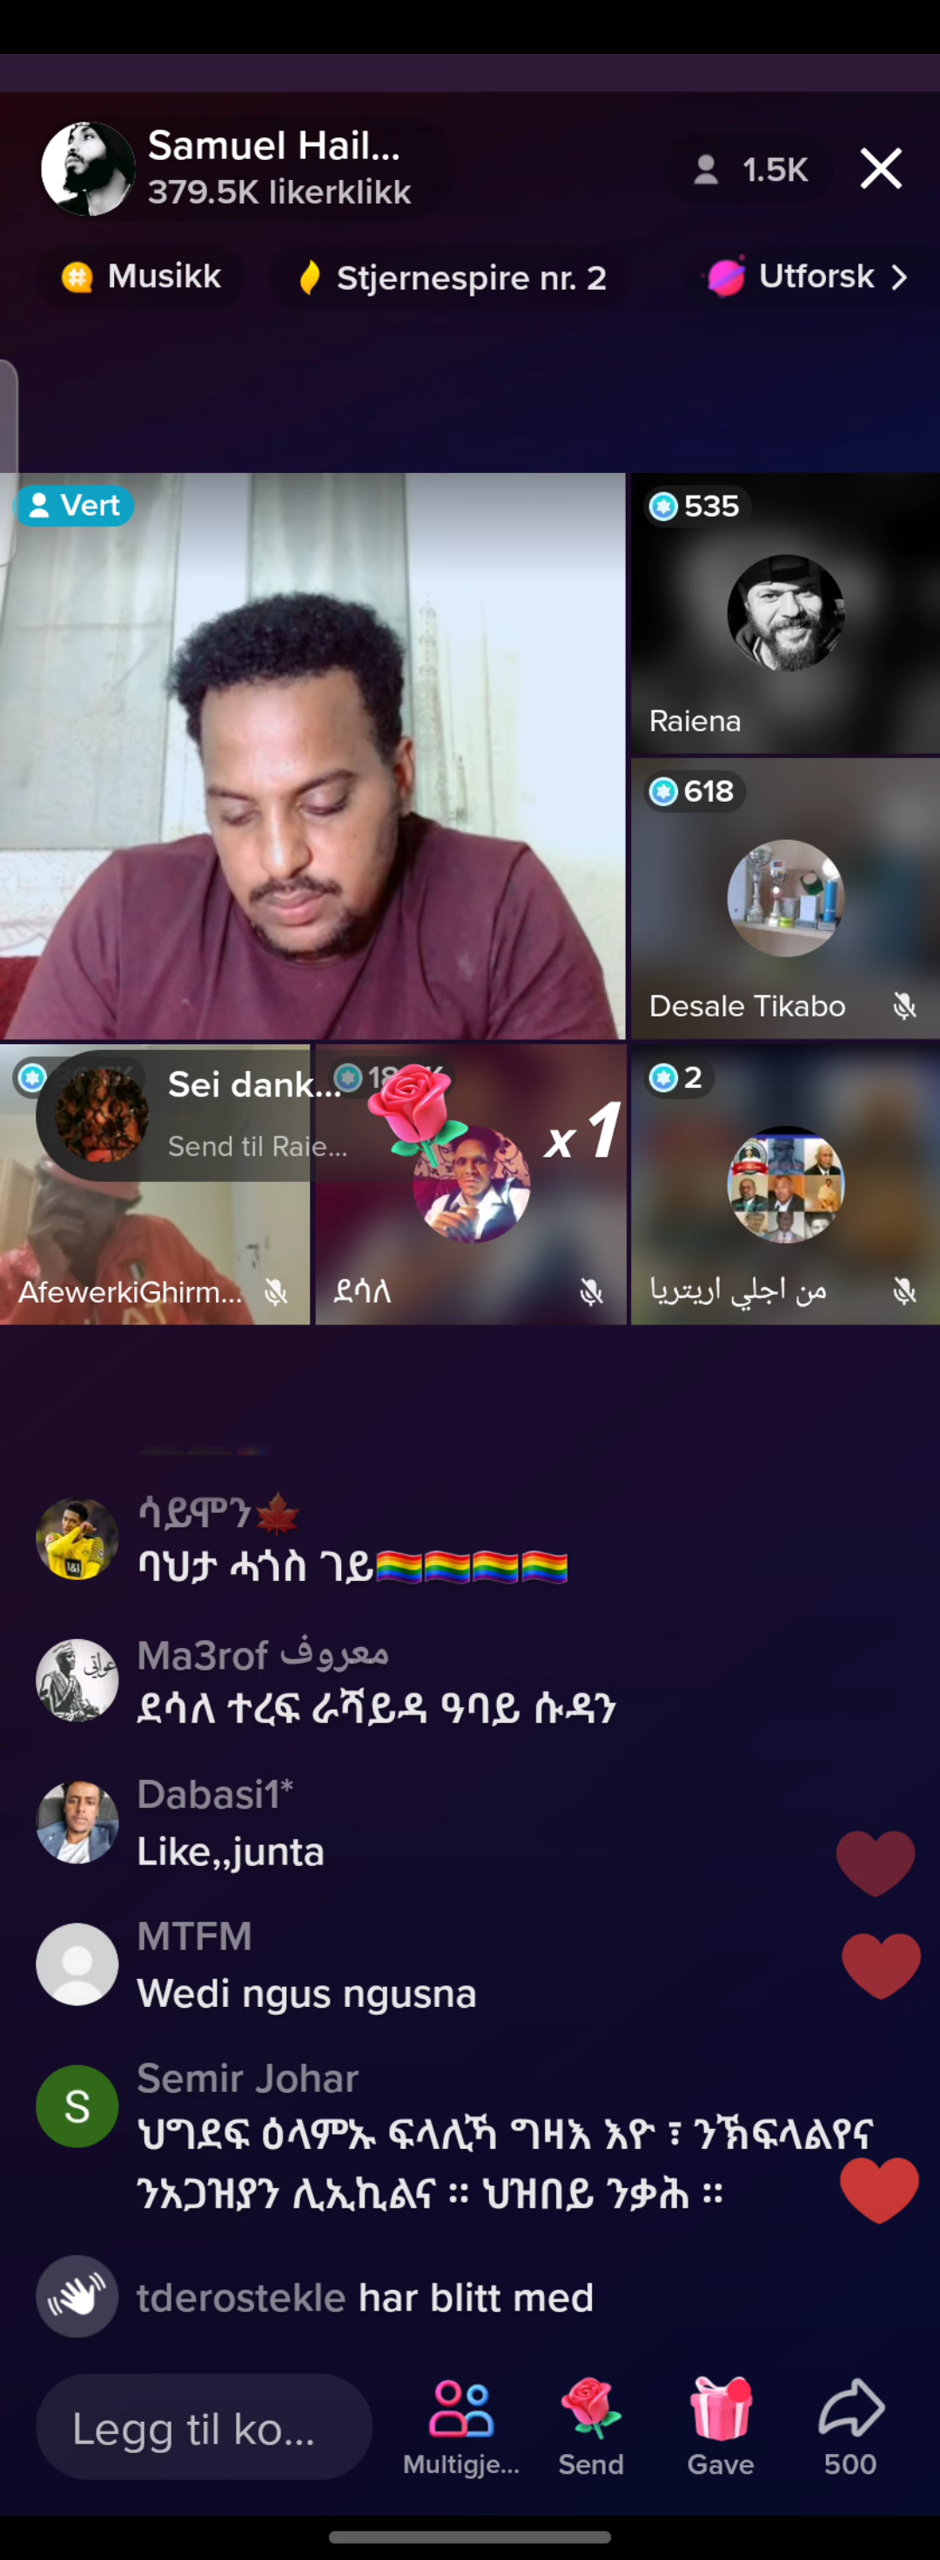 Samuel Hail...
379.5K likerklikk
1.5K
Musikk
Stjernespire nr. 2
Utforsk
Vert
535
Raiena
618
Desale Tikabo
Sei dank...
Send til Raie...
x1
2
AfewerkiGhirm...
ደሳለ
من اجلي اريتريا
ሳይሞን🍁
ባህታ ሓጎስ ገይ🏳️‍🌈🏳️‍🌈🏳️‍🌈🏳️‍🌈
Ma3rof معروف
ደሳለ ተረፍ ራሻይዳ ዓባይ ሱዳን
Dabasi1*
Like,,junta
MTFM
Wedi ngus ngusna
S
Semir Johar
ህግደፍ ዕላምኡ ፍላሊኻ ግዛእ እዮ ፣ ንኽፍላልየና
ንኣጋዝያን ሊኢኪልና ። ህዝበይ ንቃሕ ።
tderostekle har blitt med
Legg til ko...
Multigje...
Send
Gave
500